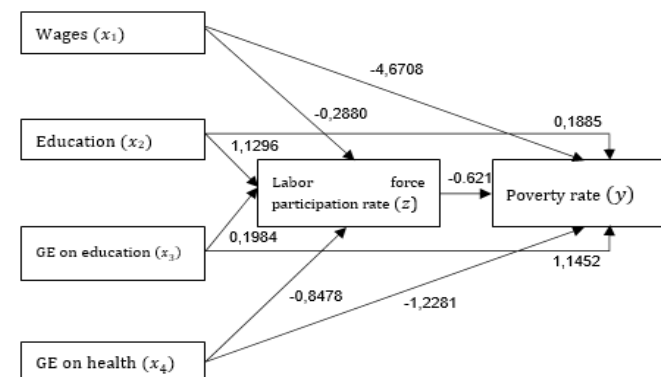 Wages (x₁)
-4,6708
-0,2880
Education (x₂)
0,1885
1,1296
Labor force
participation rate (z)
-0.621
Poverty rate (y)
GE on education (x₃)
0,1984
1,1452
-0,8478
-1,2281
GE on health (x₄)